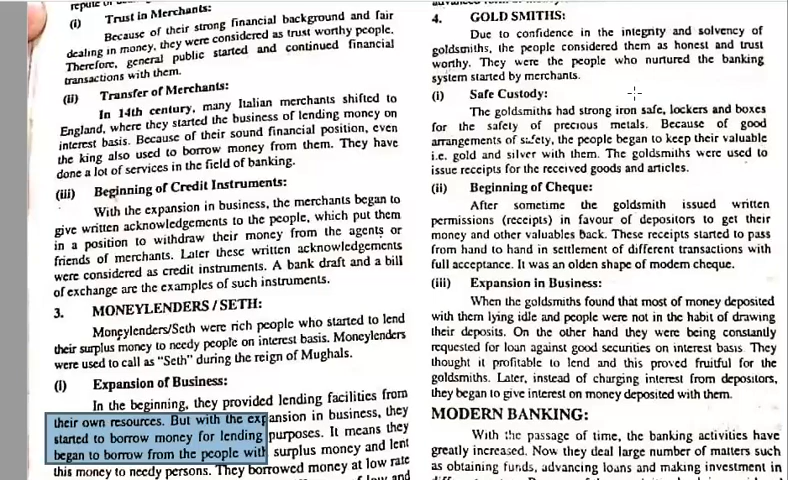 repute of
(i) Trust in Merchants:
Because of their strong financial background and fair
dealing in money, they were considered as trust worthy people.
Therefore, general public started and continued financial
transactions with them.
(ii) Transfer of Merchants:
In 14th century, many Italian merchants shifted to
England, where they started the business of lending money on
interest basis. Because of their sound financial position, even
the king also used to borrow money from them. They have
done a lot of services in the field of banking.
(iii) Beginning of Credit Instruments:
With the expansion in business, the merchants began to
give written acknowledgements to the people, which put them
in a position to withdraw their money from the agents or
friends of merchants. Later these written acknowledgements
were considered as credit instruments. A bank draft and a bill
of exchange are the examples of such instruments.
3. MONEYLENDERS / SETH:
Moneylenders/Seth were rich people who started to lend
their surplus money to needy people on interest basis. Moneylenders
were used to call as “Seth” during the reign of Mughals.
(i) Expansion of Business:
In the beginning, they provided lending facilities from
their own resources. But with the expansion in business, they
started to borrow money for lending purposes. It means they
began to borrow from the people with surplus money and lent
this money to needy persons. They borrowed money at low rate
of low and
4. GOLD SMITHS:
Due to confidence in the integrity and solvency of
goldsmiths, the people considered them as honest and trust
worthy. They were the people who nurtured the banking
system started by merchants.
(i) Safe Custody:
The goldsmiths had strong iron safe, lockers and boxes
for the safety of precious metals. Because of good
arrangements of safety, the people began to keep their valuable
i.e. gold and silver with them. The goldsmiths were used to
issue receipts for the received goods and articles.
(ii) Beginning of Cheque:
After sometime the goldsmith issued written
permissions (receipts) in favour of depositors to get their
money and other valuables back. These receipts started to pass
from hand to hand in settlement of different transactions with
full acceptance. It was an olden shape of modern cheque.
(iii) Expansion in Business:
When the goldsmiths found that most of money deposited
with them lying idle and people were not in the habit of drawing
their deposits. On the other hand they were being constantly
requested for loan against good securities on interest basis. They
thought it profitable to lend and this proved fruitful for the
goldsmiths. Later, instead of charging interest from depositors,
they began to give interest on money deposited with them.
MODERN BANKING:
With the passage of time, the banking activities have
greatly increased. Now they deal large number of matters such
as obtaining funds, advancing loans and making investment in